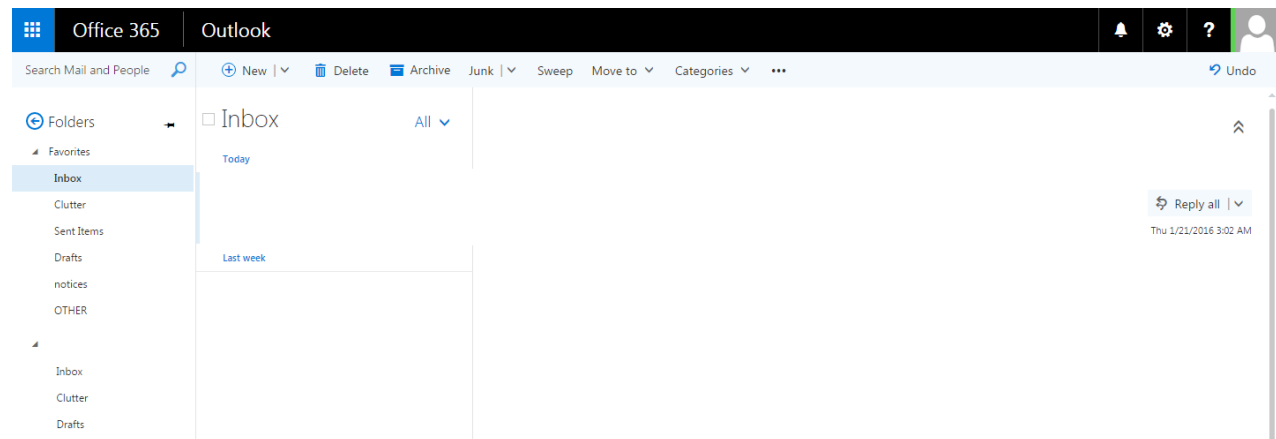 Office 365 Outlook ?
Search Mail and People New Delete Archive Junk Sweep Move to Categories ••• Undo
Folders
Inbox All
Favorites
Today
Inbox
Clutter
Reply all
Sent Items
Thu 1/21/2016 3:02 AM
Drafts
Last week
notices
OTHER
Inbox
Clutter
Drafts